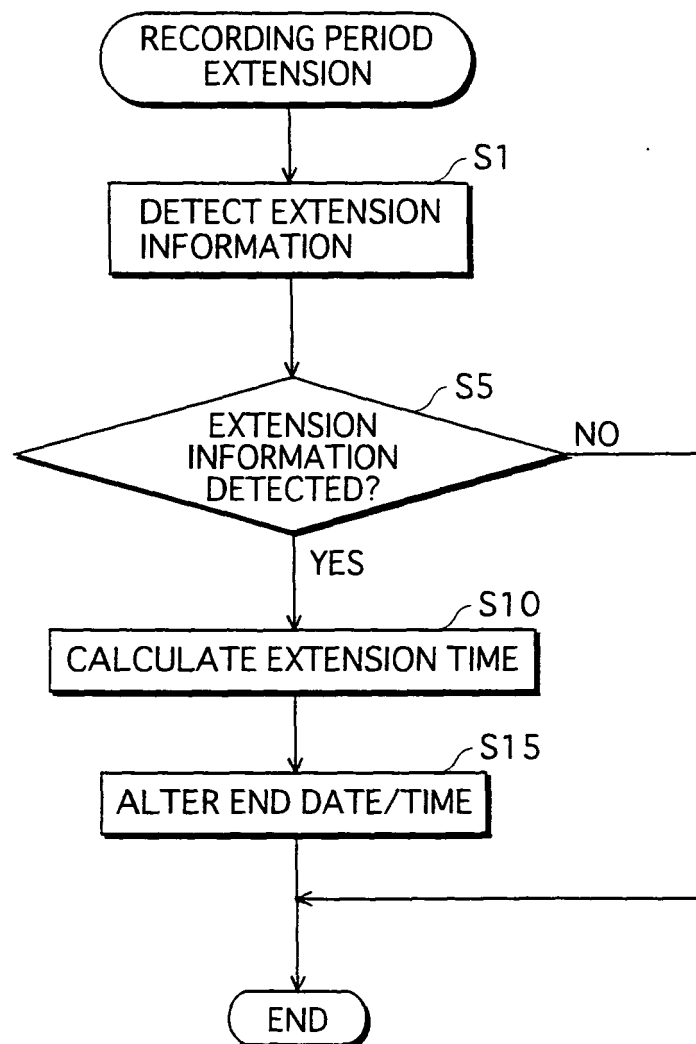 RECORDING PERIOD
EXTENSION
S1
DETECT EXTENSION
INFORMATION
S5
EXTENSION
INFORMATION
DETECTED?
NO
YES
S10
CALCULATE EXTENSION TIME
S15
ALTER END DATE/TIME
END